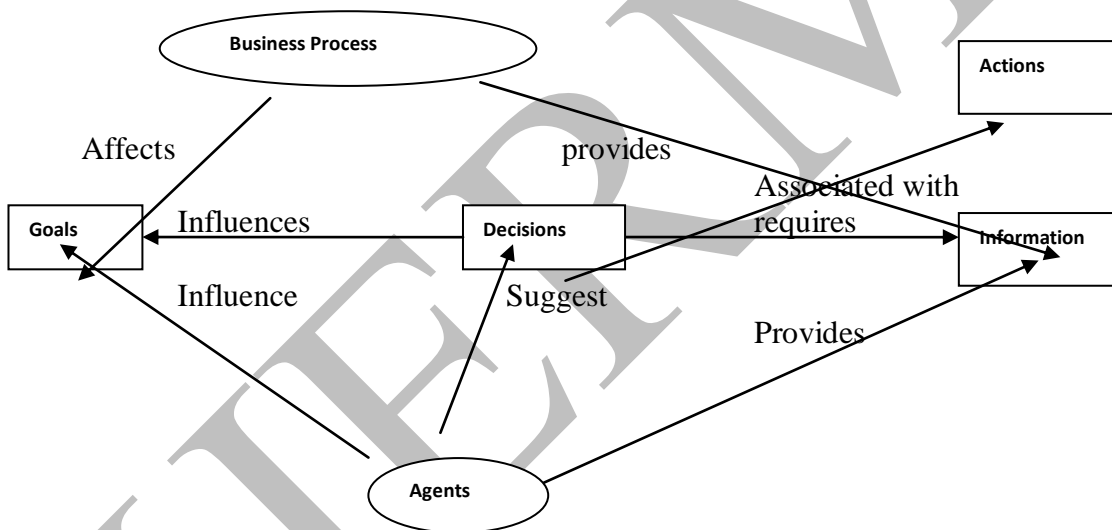 Business Process
Actions
Affects
provides
Associated with
Goals
Influences
Decisions
requires
Information
Influence
Suggest
Provides
Agents